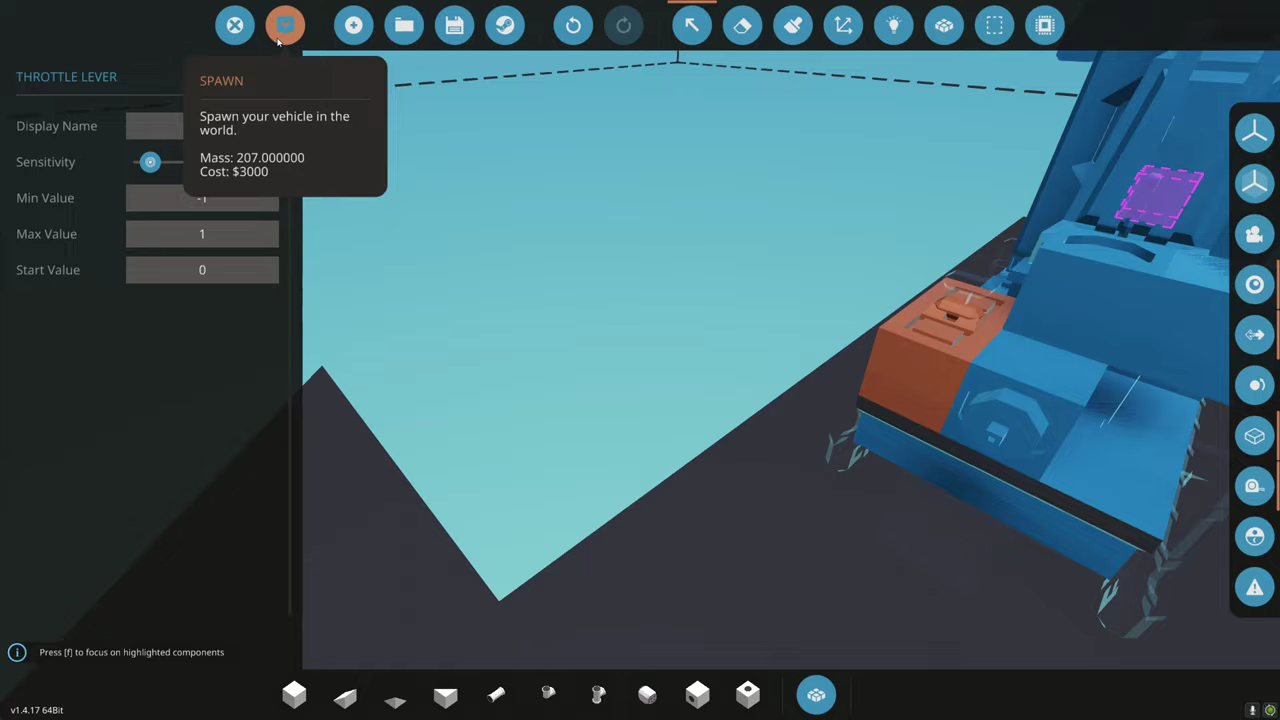 THROTTLE LEVER
SPAWN
Spawn your vehicle in the
world.
Mass: 207.000000
Cost: $3000
Display Name
Sensitivity
Min Value
-1
Max Value
1
Start Value
0
Press [f] to focus on highlighted components
v1.4.17 64Bit